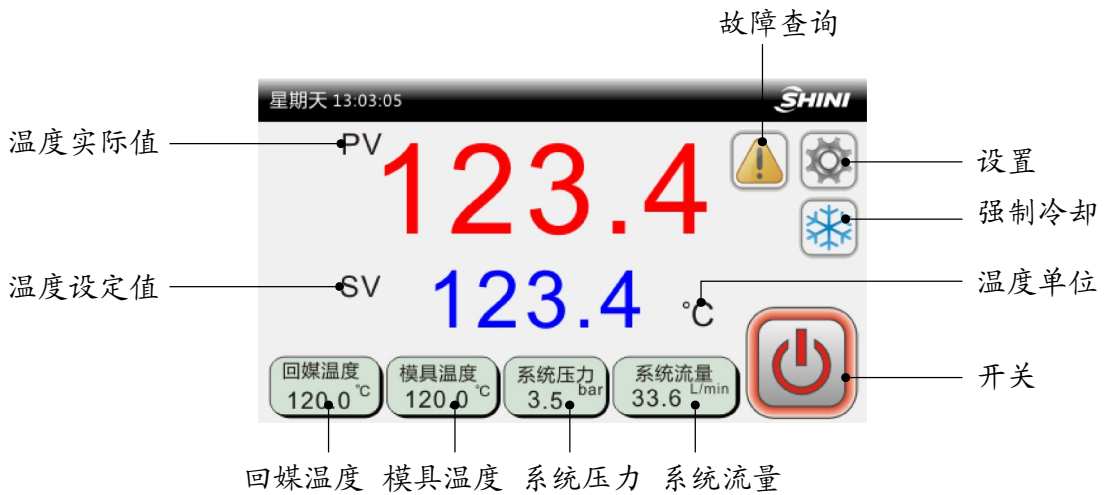 故障查询
星期天 13:03:05
SHINI
温度实际值
PV
123.4
设置
强制冷却
温度设定值
SV
123.4
℃
温度单位
开关
回媒温度
120.0 ℃
模具温度
120.0 ℃
系统压力
3.5 bar
系统流量
33.6 L/min
回媒温度 模具温度 系统压力 系统流量